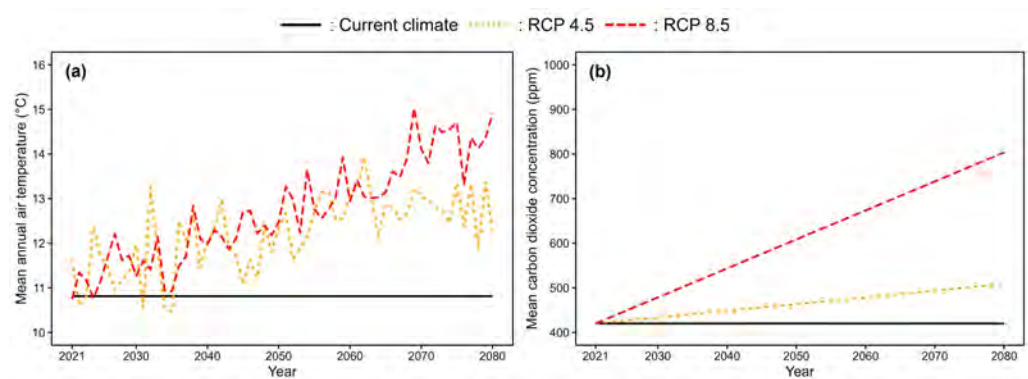 : Current climate : RCP 4.5 : RCP 8.5
(a)
Mean annual air temperature (°C)
16
15
14
13
12
11
10
2021 2030 2040 2050 2060 2070 2080
Year
(b)
Mean carbon dioxide concentration (ppm)
1000
900
800
700
600
500
400
2021 2030 2040 2050 2060 2070 2080
Year